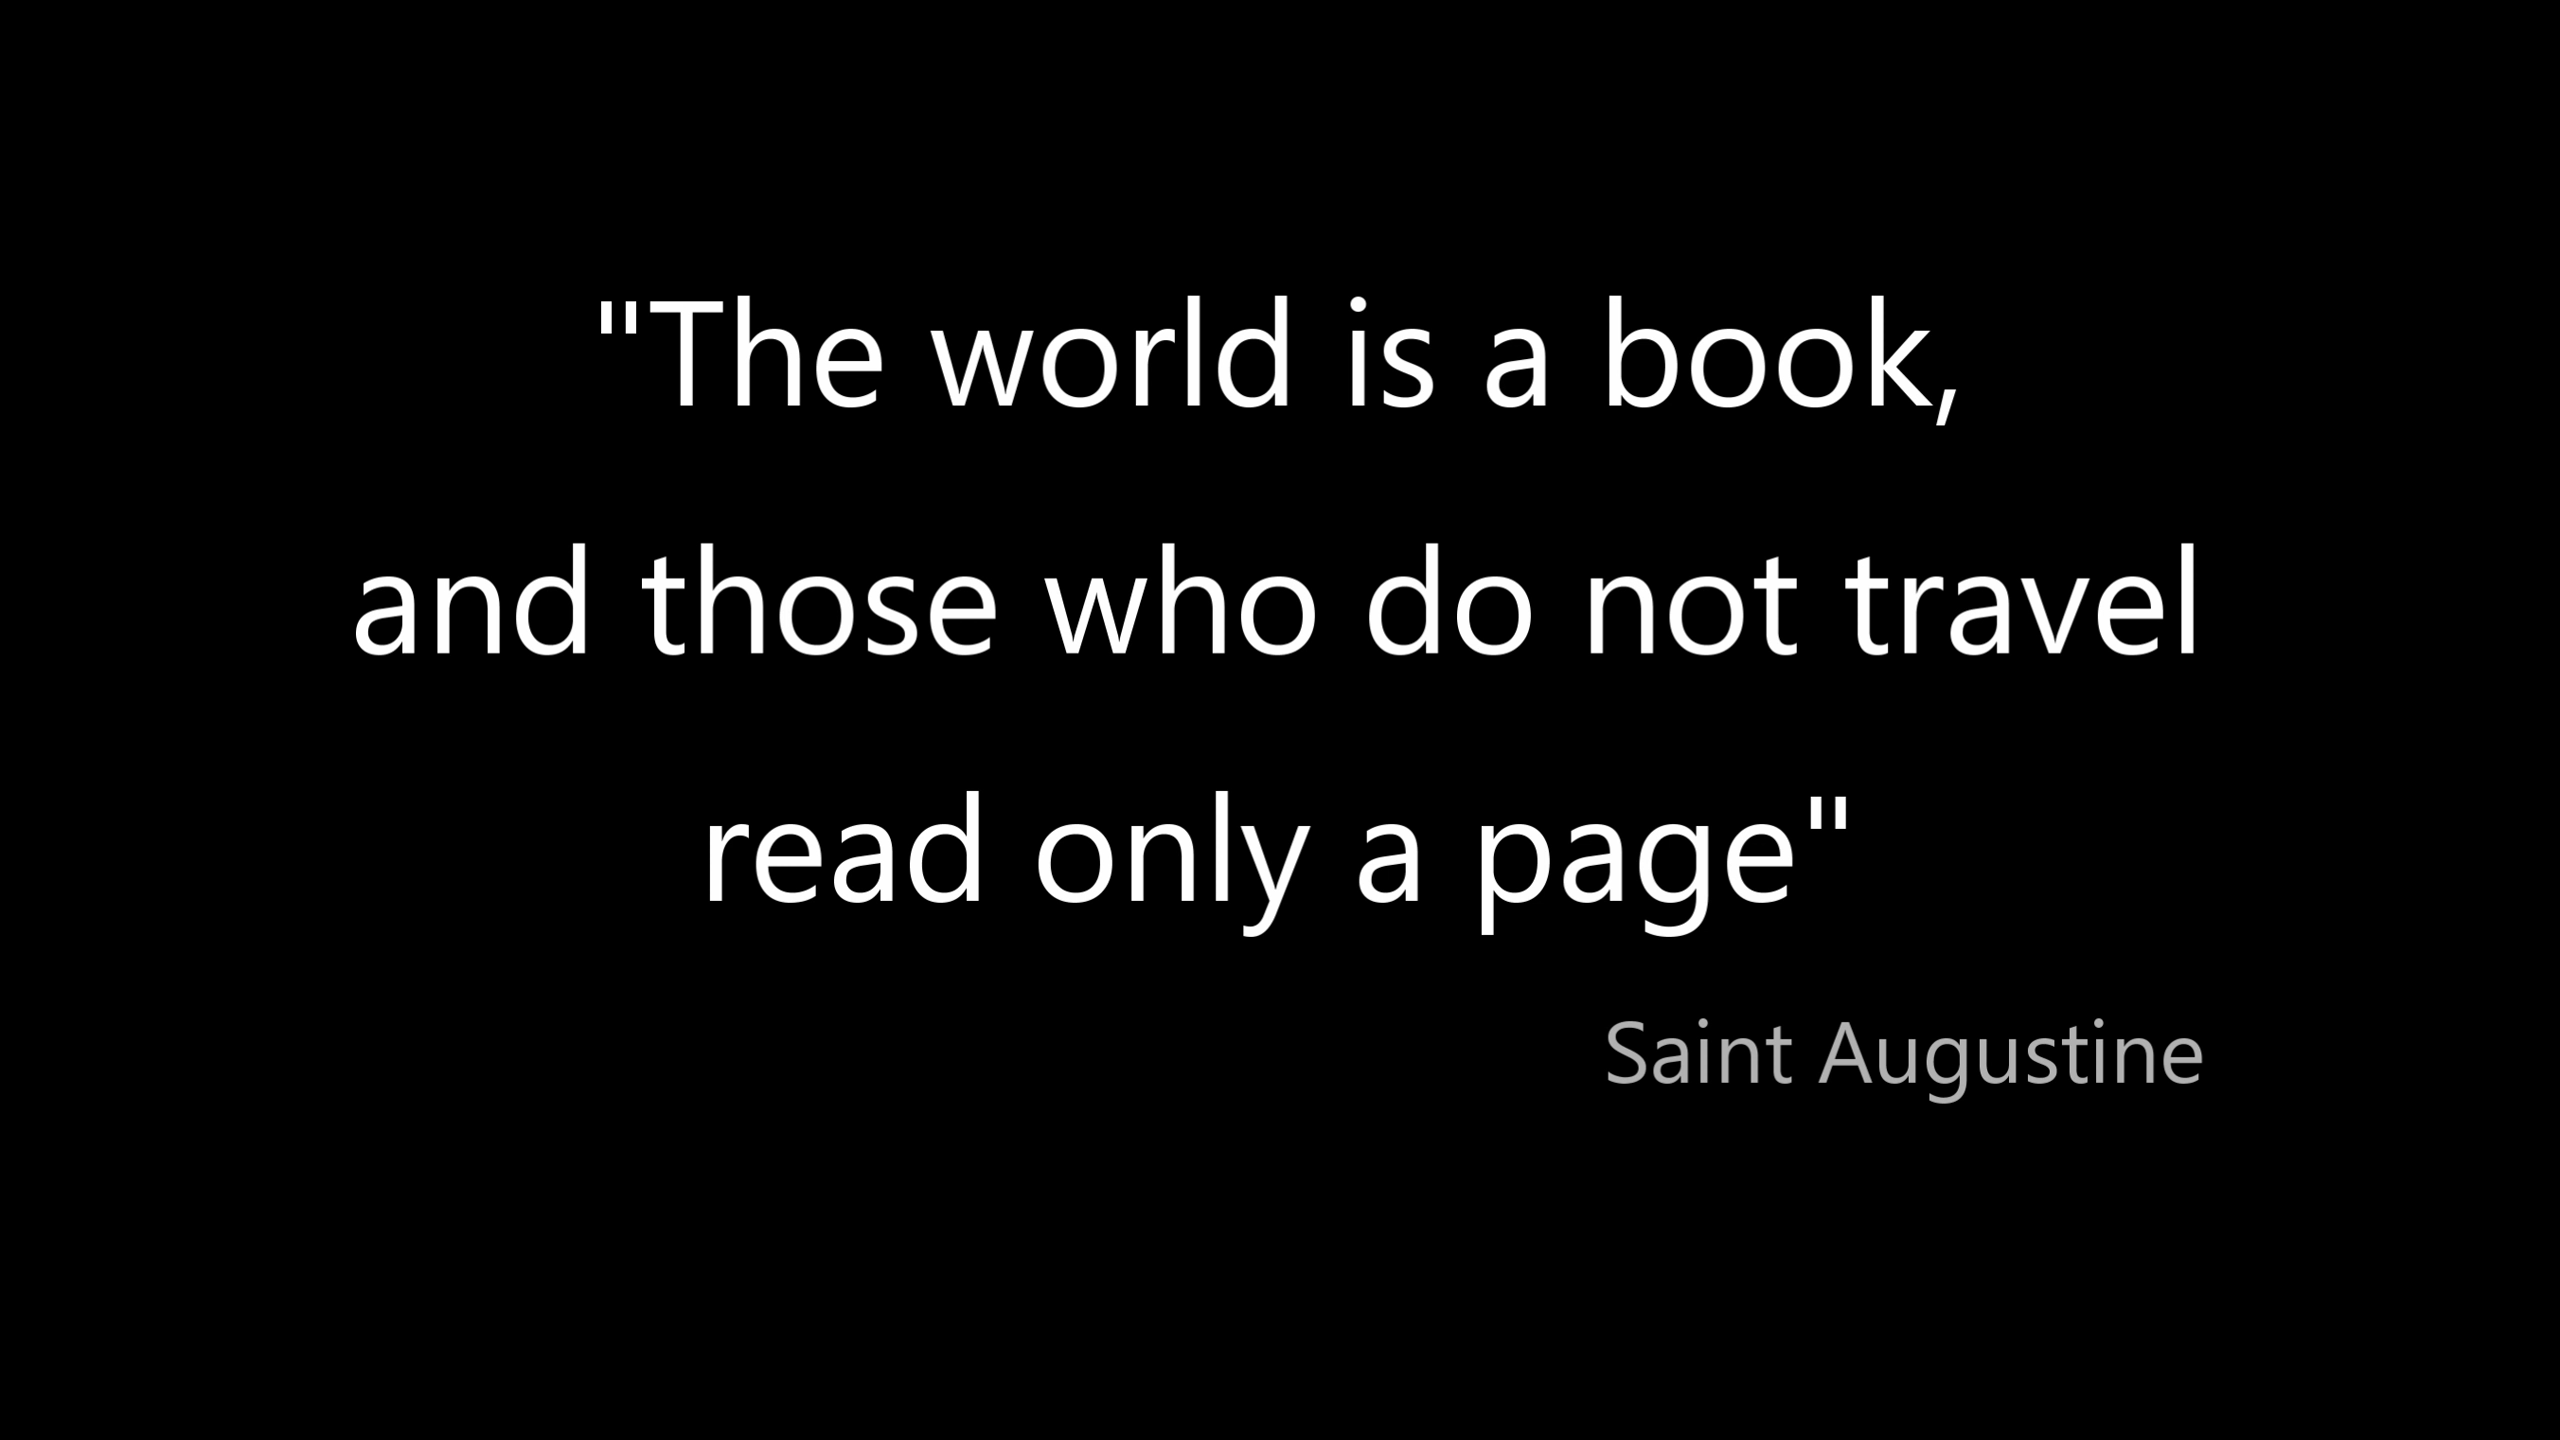 "The world is a book,
and those who do not travel
read only a page"
Saint Augustine